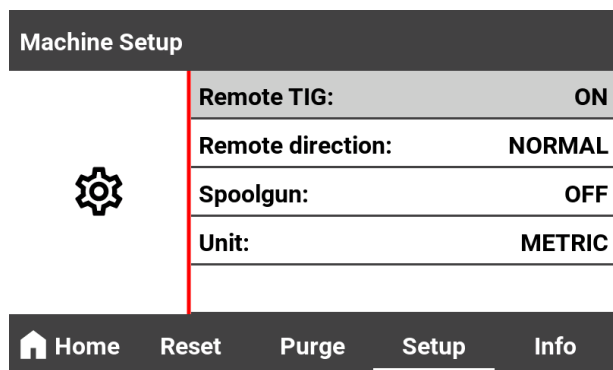 Machine Setup
Remote TIG: ON
Remote direction: NORMAL
Spoolgun: OFF
Unit: METRIC
Home Reset Purge Setup Info